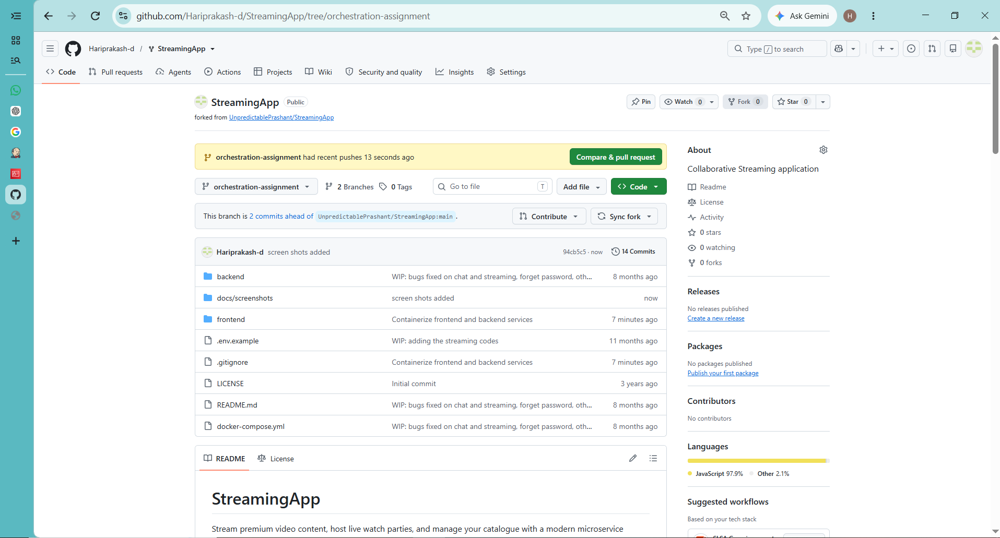 github.com/Hariprakash-d/StreamingApp/tree/orchestration-assignment
Ask Gemini
H
Hariprakash-d / StreamingApp
Type / to search
Code
Pull requests
Agents
Actions
Projects
Wiki
Security and quality
Insights
Settings
StreamingApp Public
Pin
Watch 0
Fork 0
Star 0
forked from UnpredictablePrashant/StreamingApp
orchestration-assignment had recent pushes 13 seconds ago
Compare & pull request
orchestration-assignment
2 Branches
0 Tags
Go to file T
Add file
Code
This branch is 2 commits ahead of UnpredictablePrashant/StreamingApp:main .
Contribute
Sync fork
Hariprakash-d screen shots added
94cb5c5 · now
14 Commits
backend WIP: bugs fixed on chat and streaming, forget password, oth... 8 months ago
docs/screenshots screen shots added now
frontend Containerize frontend and backend services 7 minutes ago
.env.example WIP: adding the streaming codes 11 months ago
.gitignore Containerize frontend and backend services 7 minutes ago
LICENSE Initial commit 3 years ago
README.md WIP: bugs fixed on chat and streaming, forget password, oth... 8 months ago
docker-compose.yml WIP: bugs fixed on chat and streaming, forget password, oth... 8 months ago
README
License
StreamingApp
Stream premium video content, host live watch parties, and manage your catalogue with a modern microservice
About
Collaborative Streaming application
Readme
License
Activity
0 stars
0 watching
0 forks
Releases
No releases published
Create a new release
Packages
No packages published
Publish your first package
Contributors
No contributors
Languages
JavaScript 97.9%
Other 2.1%
Suggested workflows
Based on your tech stack